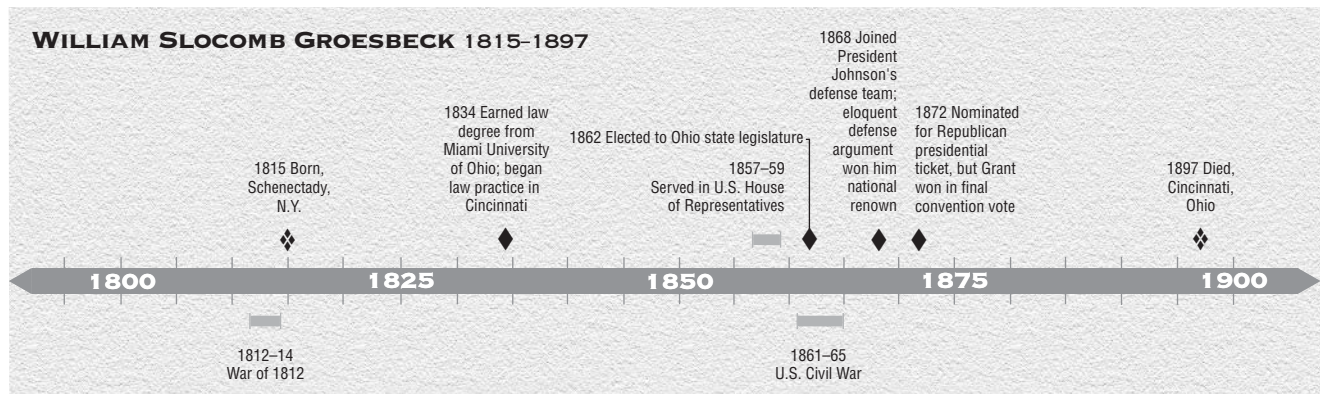 WILLIAM SLOCOMB GROESBECK 1815–1897
1815 Born,
Schenectady,
N.Y.
1834 Earned law
degree from
Miami University
of Ohio; began
law practice in
Cincinnati
1862 Elected to Ohio state legislature
1857–59
Served in U.S. House
of Representatives
1868 Joined
President
Johnson's
defense team;
eloquent
defense
argument
won him
national
renown
1872 Nominated
for Republican
presidential
ticket, but Grant
won in final
convention vote
1897 Died,
Cincinnati,
Ohio
1800 1825 1850 1875 1900
1812–14
War of 1812
1861–65
U.S. Civil War